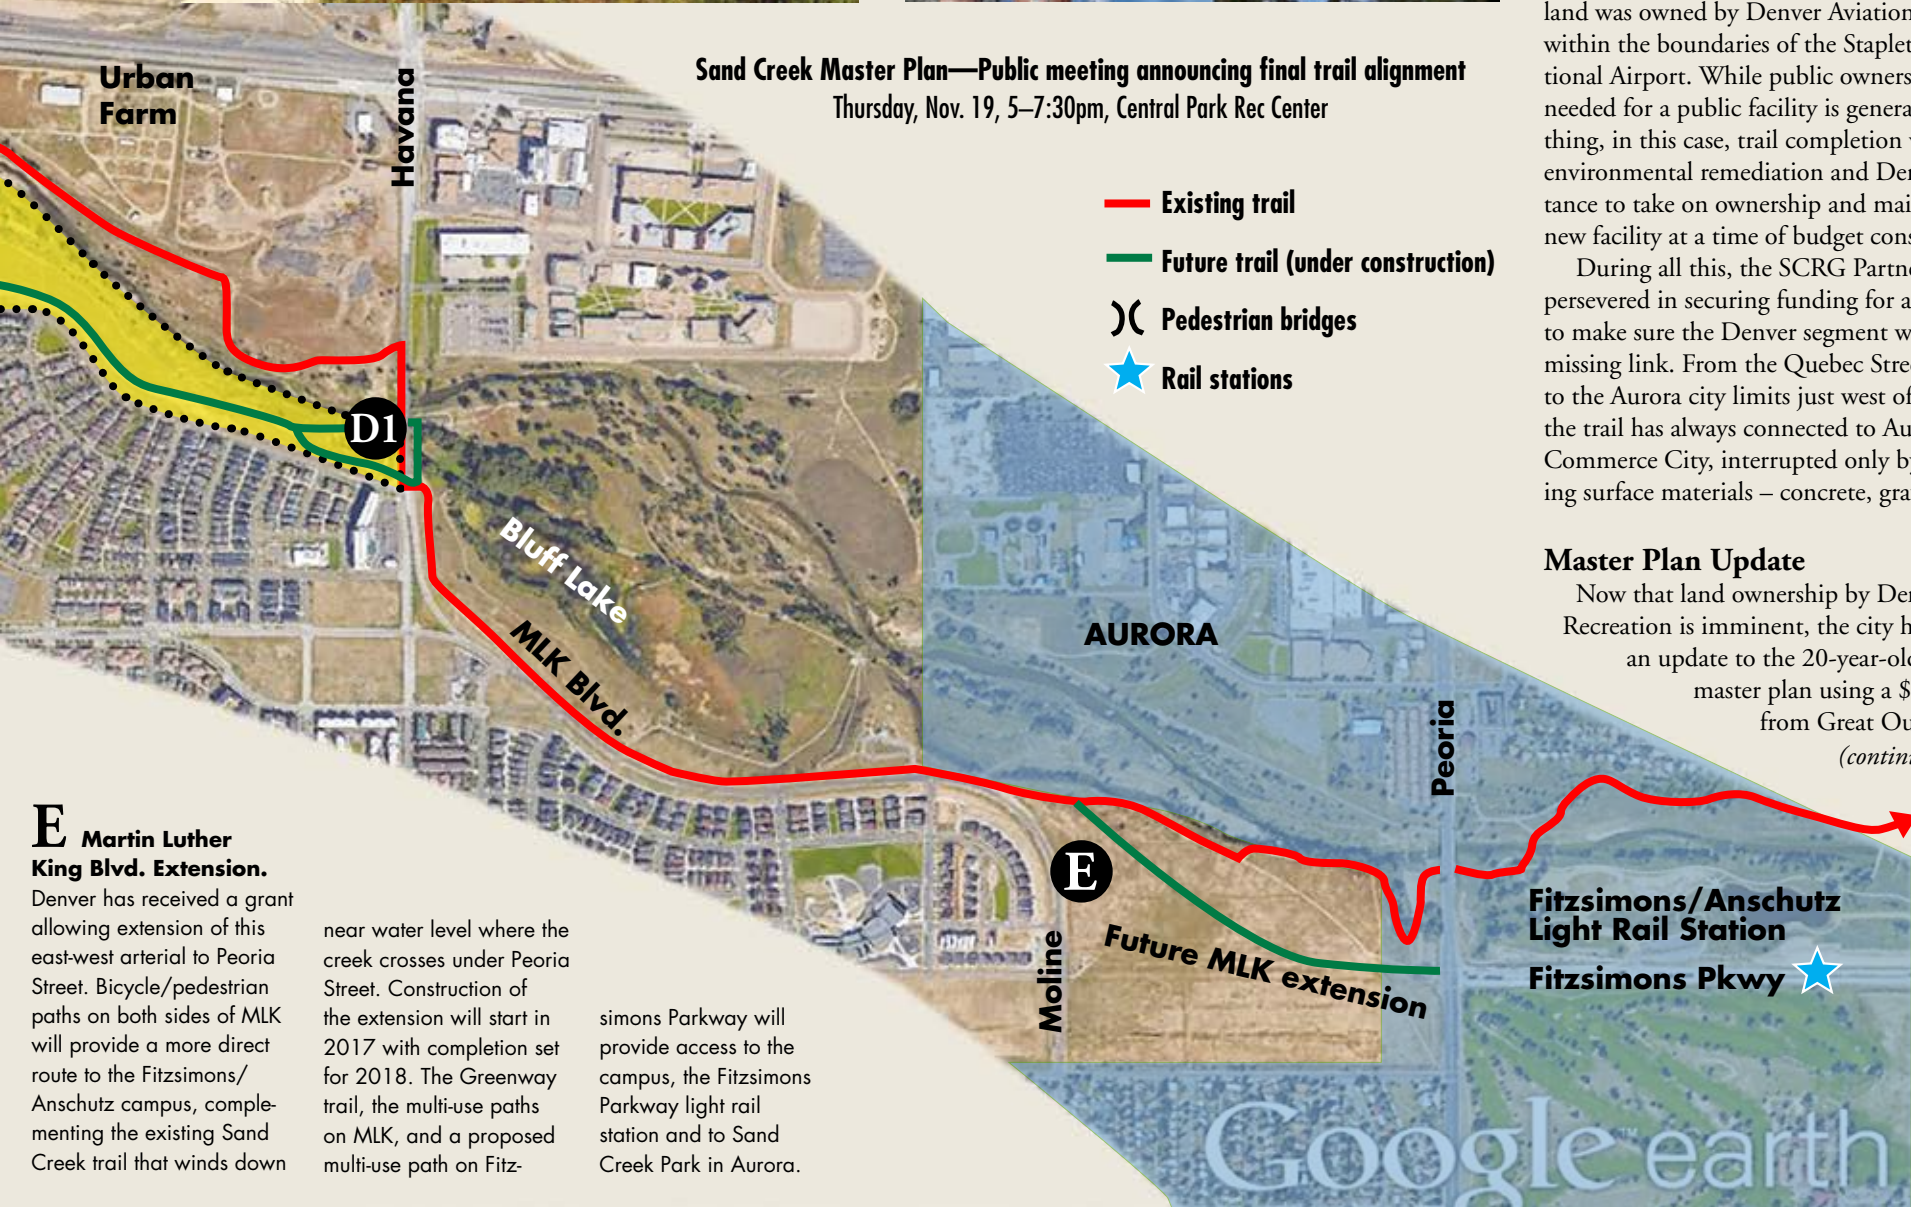 Urban
Farm
Havana
Sand Creek Master Plan—Public meeting announcing final trail alignment
Thursday, Nov. 19, 5–7:30pm, Central Park Rec Center
Existing trail
Future trail (under construction)
Pedestrian bridges
Rail stations
D1
Bluff Lake
MLK Blvd.
AURORA
Peoria
E
Moline
Future MLK extension
Fitzsimons/Anschutz
Light Rail Station
Fitzsimons Pkwy
Google™ earth
E Martin Luther
King Blvd. Extension.
Denver has received a grant
allowing extension of this
east-west arterial to Peoria
Street. Bicycle/pedestrian
paths on both sides of MLK
will provide a more direct
route to the Fitzsimons/
Anschutz campus, comple-
menting the existing Sand
Creek trail that winds down
near water level where the
creek crosses under Peoria
Street. Construction of
the extension will start in
2017 with completion set
for 2018. The Greenway
trail, the multi-use paths
on MLK, and a proposed
multi-use path on Fitz-
simons Parkway will
provide access to the
campus, the Fitzsimons
Parkway light rail
station and to Sand
Creek Park in Aurora.
land was owned by Denver Aviation
within the boundaries of the Staplet
tional Airport. While public owners
needed for a public facility is genera
thing, in this case, trail completion
environmental remediation and Den
tance to take on ownership and mai
new facility at a time of budget cons
During all this, the SCRG Partne
persevered in securing funding for a
to make sure the Denver segment w
missing link. From the Quebec Stree
to the Aurora city limits just west of
the trail has always connected to Au
Commerce City, interrupted only by
ing surface materials – concrete, gra
Master Plan Update
Now that land ownership by Den
Recreation is imminent, the city h
an update to the 20-year-old
master plan using a $
from Great Ou
(contin